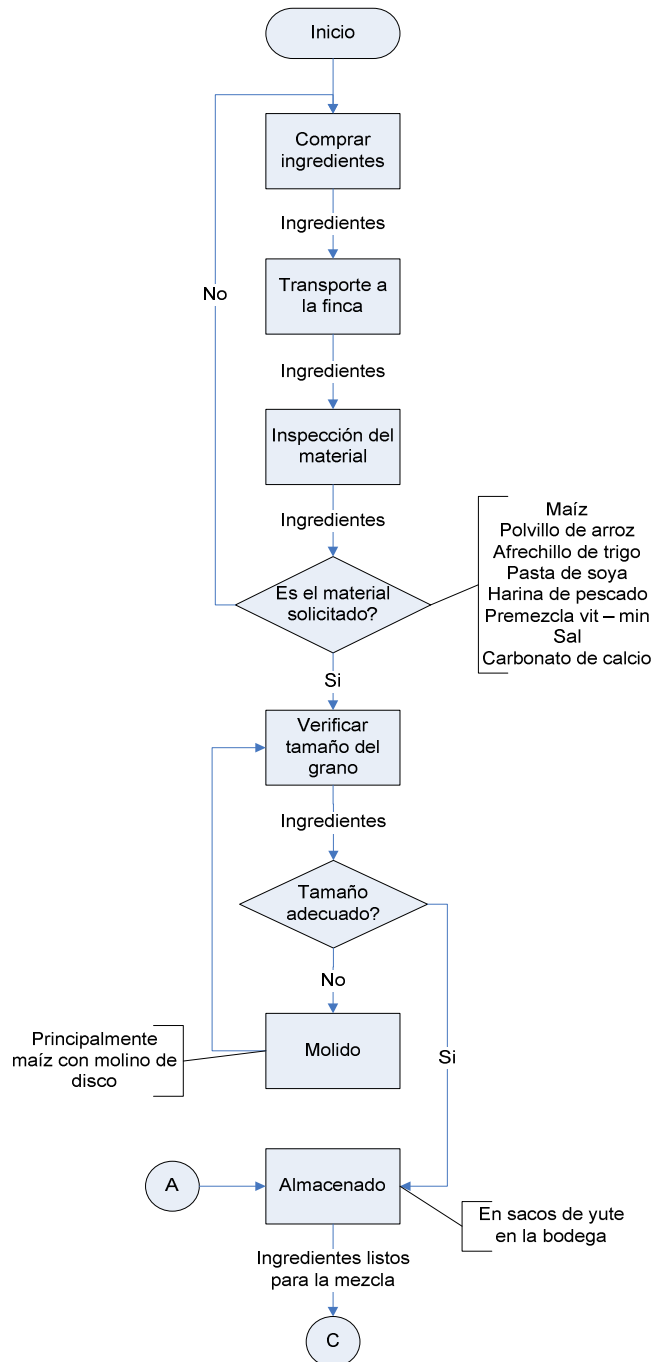 Inicio
Comprar
ingredientes
Ingredientes
Transporte a
la finca
No
Ingredientes
Inspección del
material
Ingredientes
Es el material
solicitado?
Maíz
Polvillo de arroz
Afrechillo de trigo
Pasta de soya
Harina de pescado
Premezcla vit – min
Sal
Carbonato de calcio
Si
Verificar
tamaño del
grano
Ingredientes
Tamaño
adecuado?
No
Molido
Principalmente
maíz con molino de
disco
Si
A
Almacenado
En sacos de yute
en la bodega
Ingredientes listos
para la mezcla
C